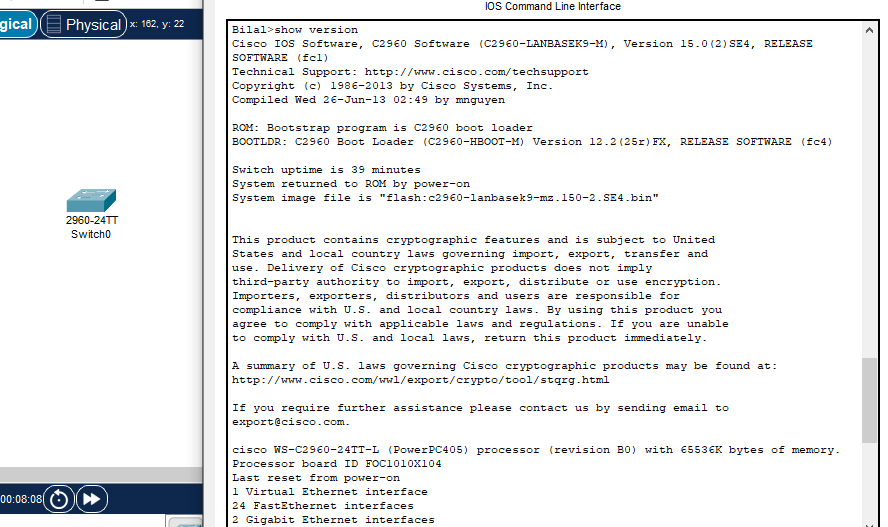 IOS Command Line Interface
gical
Physical
x: 162, y: 22
2960-24TT
Switch0
00:08:08
Bilal>show version
Cisco IOS Software, C2960 Software (C2960-LANBASEK9-M), Version 15.0(2)SE4, RELEASE
SOFTWARE (fc1)
Technical Support: http://www.cisco.com/techsupport
Copyright (c) 1986-2013 by Cisco Systems, Inc.
Compiled Wed 26-Jun-13 02:49 by mnguyen
ROM: Bootstrap program is C2960 boot loader
BOOTLDR: C2960 Boot Loader (C2960-HBOOT-M) Version 12.2(25r)FX, RELEASE SOFTWARE (fc4)
Switch uptime is 39 minutes
System returned to ROM by power-on
System image file is "flash:c2960-lanbasek9-mz.150-2.SE4.bin"
This product contains cryptographic features and is subject to United
States and local country laws governing import, export, transfer and
use. Delivery of Cisco cryptographic products does not imply
third-party authority to import, export, distribute or use encryption.
Importers, exporters, distributors and users are responsible for
compliance with U.S. and local country laws. By using this product you
agree to comply with applicable laws and regulations. If you are unable
to comply with U.S. and local laws, return this product immediately.
A summary of U.S. laws governing Cisco cryptographic products may be found at:
http://www.cisco.com/wwl/export/crypto/tool/stqrg.html
If you require further assistance please contact us by sending email to
export@cisco.com.
cisco WS-C2960-24TT-L (PowerPC405) processor (revision B0) with 65536K bytes of memory.
Processor board ID FOC1010X104
Last reset from power-on
1 Virtual Ethernet interface
24 FastEthernet interfaces
2 Gigabit Ethernet interfaces